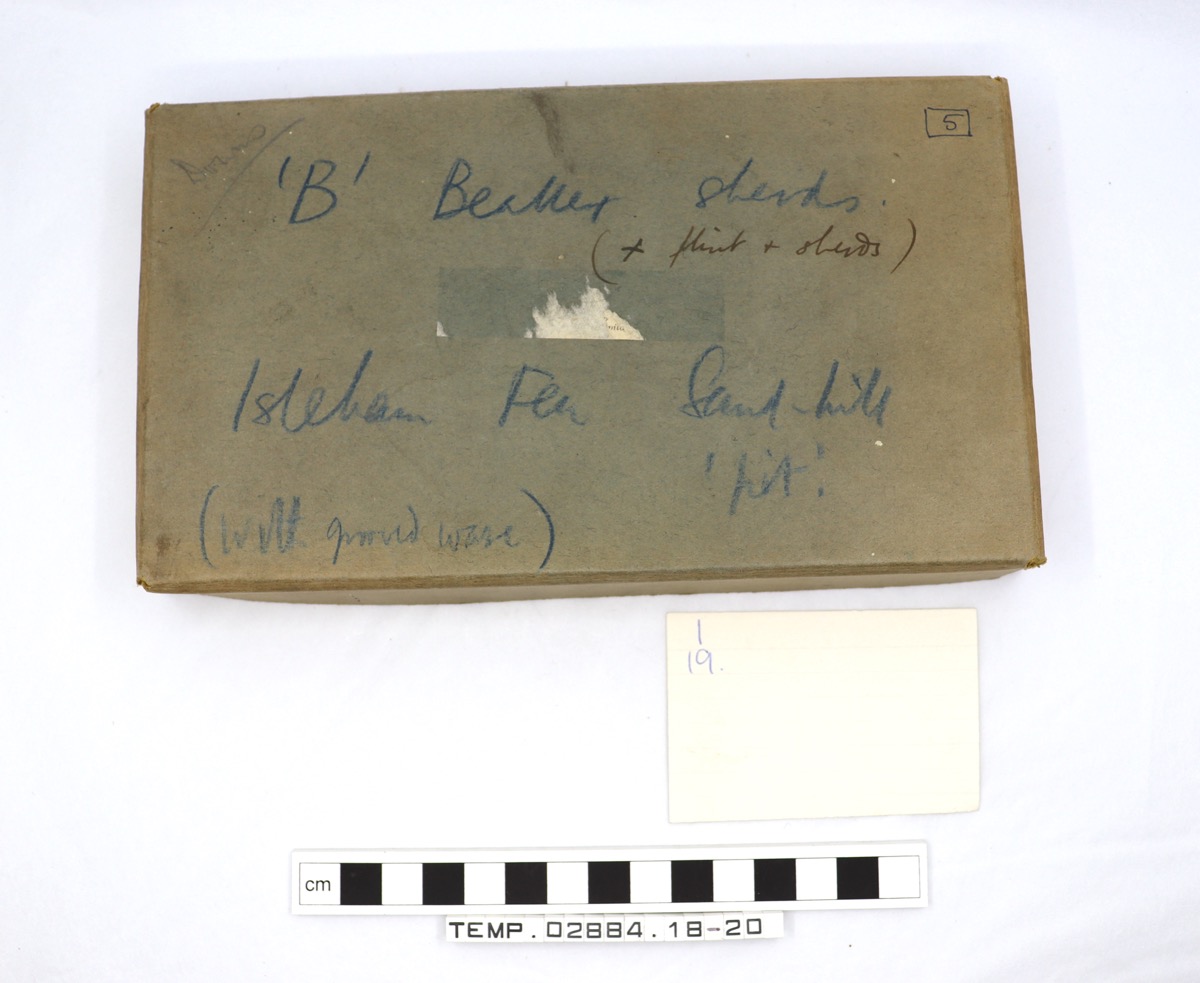 5
'B' Beaker sherds.
(+ flint + sherds)
Isleham Fen Sand-hill
'pit'.
(with grooved ware)
1
19.
cm
TEMP.02884.18-20